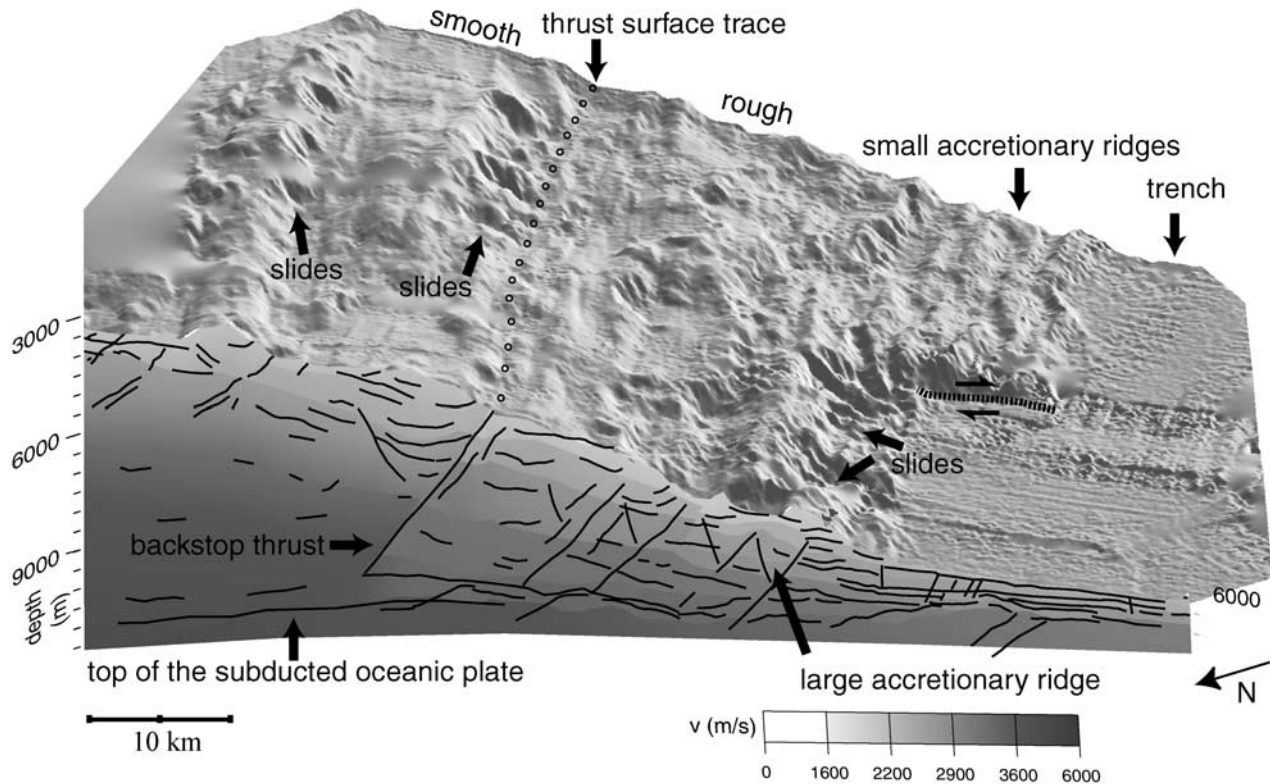 smooth
thrust surface trace
rough
small accretionary ridges
trench
slides
slides
3000
slides
6000
backstop thrust
9000
depth
(m)
6000
top of the subducted oceanic plate
large accretionary ridge
N
10 km
v (m/s)
0 1600 2200 2900 3600 6000